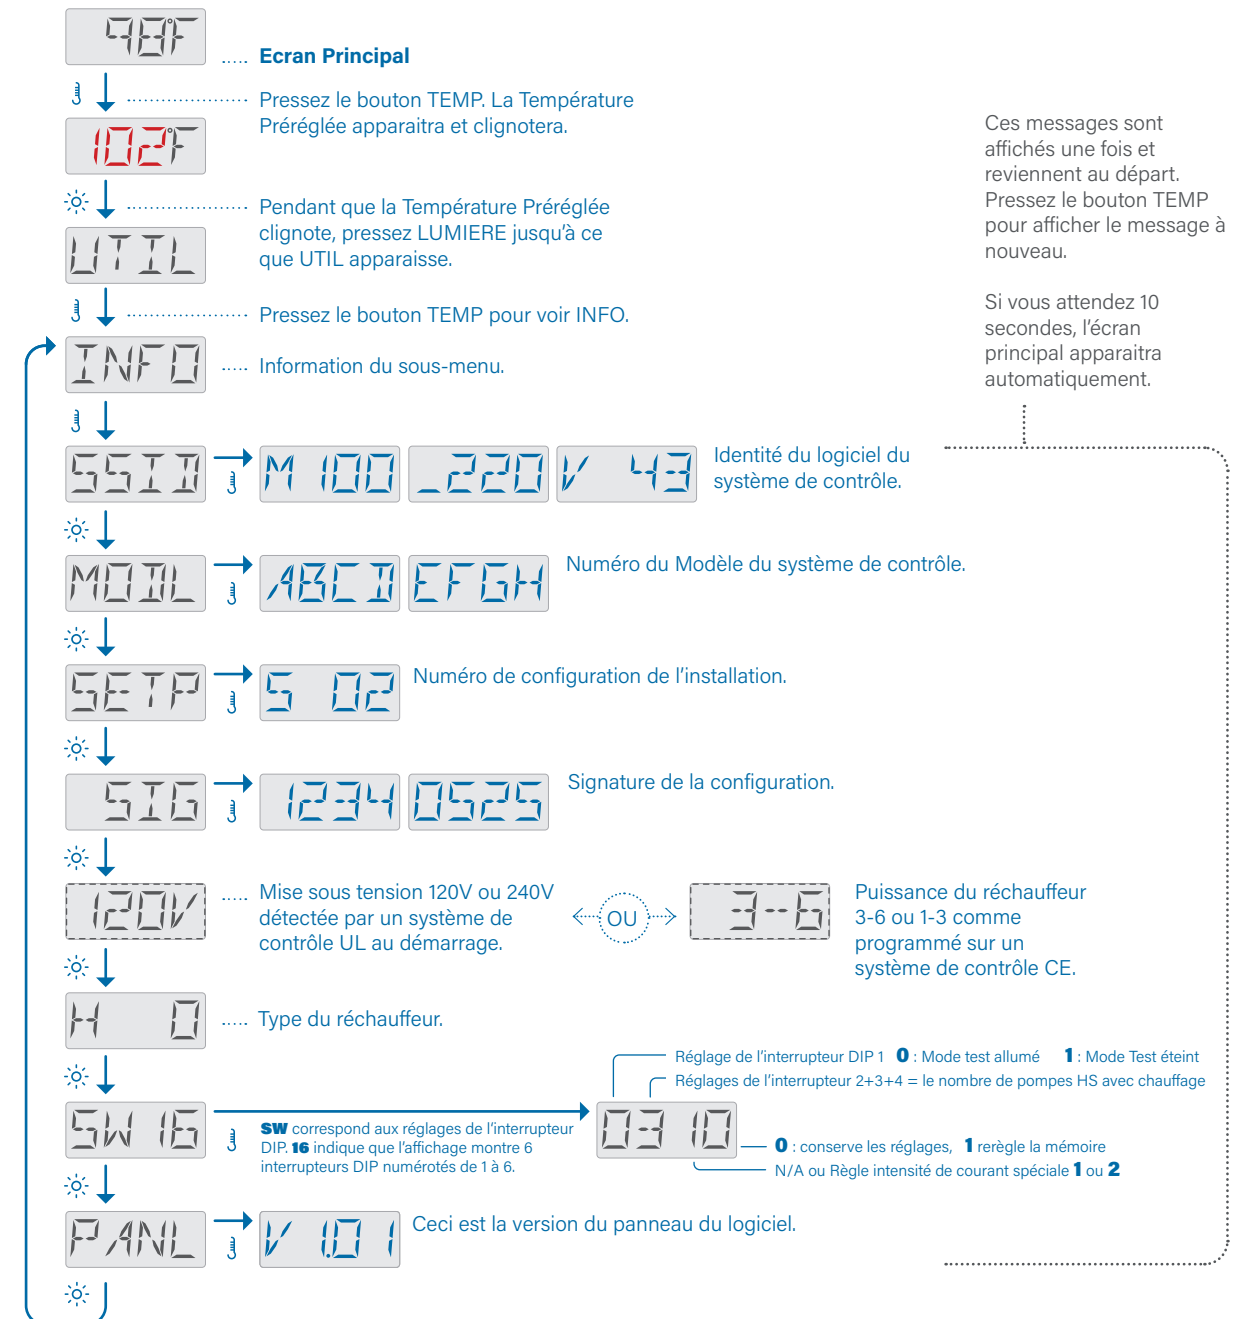 98°F
Ecran Principal
Pressez le bouton TEMP. La Température
Préréglée apparaitra et clignotera.
102°F
Ces messages sont
affichés une fois et
reviennent au départ.
Pressez le bouton TEMP
pour afficher le message à
nouveau.
Pendant que la Température Préréglée
clignote, pressez LUMIERE jusqu'à ce
que UTIL apparaisse.
UTIL
Si vous attendez 10
secondes, l'écran
principal apparaitra
automatiquement.
Pressez le bouton TEMP pour voir INFO.
INFO
Information du sous-menu.
SSID M100 _220 V 43
Identité du logiciel du
système de contrôle.
MODL ABCD EFGH
Numéro du Modèle du système de contrôle.
SETP S 02
Numéro de configuration de l'installation.
SIG 1234 0525
Signature de la configuration.
120V
Mise sous tension 120V ou 240V
détectée par un système de
contrôle UL au démarrage.
OU
3-6
Puissance du réchauffeur
3-6 ou 1-3 comme
programmé sur un
système de contrôle CE.
H 0
Type du réchauffeur.
Réglage de l'interrupteur DIP 1 0 : Mode test allumé 1 : Mode Test éteint
Réglages de l'interrupteur 2+3+4 = le nombre de pompes HS avec chauffage
SW 16
SW correspond aux réglages de l'interrupteur
DIP. 16 indique que l'affichage montre 6
interrupteurs DIP numérotés de 1 à 6.
0310
0 : conserve les réglages, 1 rerègle la mémoire
N/A ou Règle intensité de courant spéciale 1 ou 2
PANL V 1.01
Ceci est la version du panneau du logiciel.